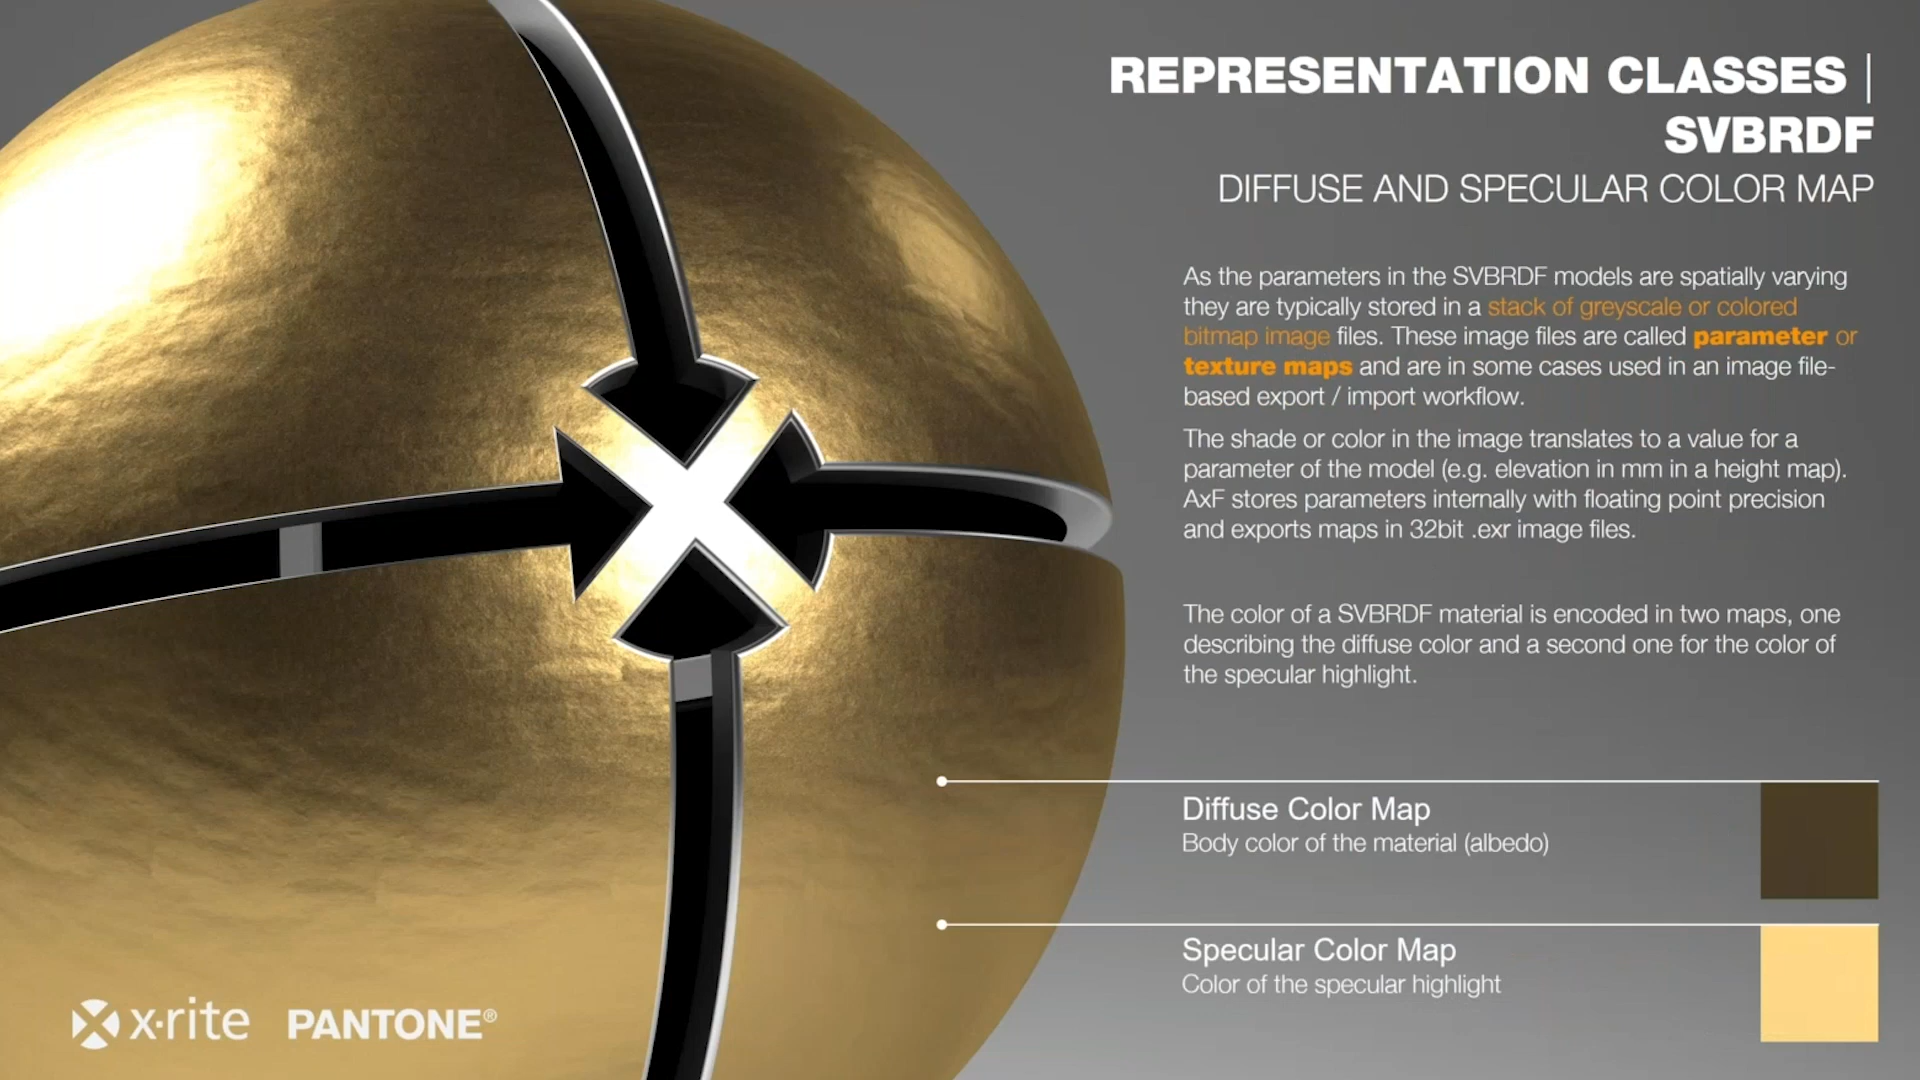 REPRESENTATION CLASSES |
SVBRDF
DIFFUSE AND SPECULAR COLOR MAP
As the parameters in the SVBRDF models are spatially varying
they are typically stored in a stack of greyscale or colored
bitmap image files. These image files are called parameter or
texture maps and are in some cases used in an image file-
based export / import workflow.
The shade or color in the image translates to a value for a
parameter of the model (e.g. elevation in mm in a height map).
AxF stores parameters internally with floating point precision
and exports maps in 32bit .exr image files.
The color of a SVBRDF material is encoded in two maps, one
describing the diffuse color and a second one for the color of
the specular highlight.
Diffuse Color Map
Body color of the material (albedo)
Specular Color Map
Color of the specular highlight
x·rite PANTONE®